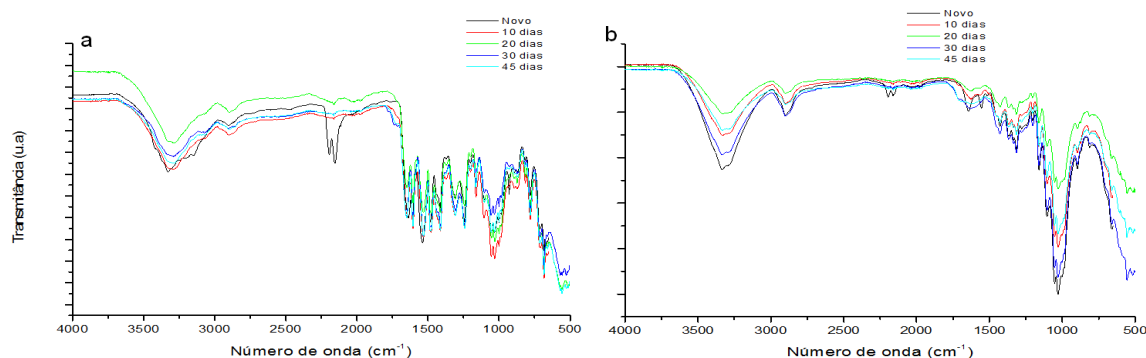 a
Novo
10 dias
20 dias
30 dias
45 dias
Transmitância (u.a)
4000 3500 3000 2500 2000 1500 1000 500
Número de onda (cm⁻¹)
b
Novo
10 dias
20 dias
30 dias
45 dias
4000 3500 3000 2500 2000 1500 1000 500
Número de onda (cm⁻¹)